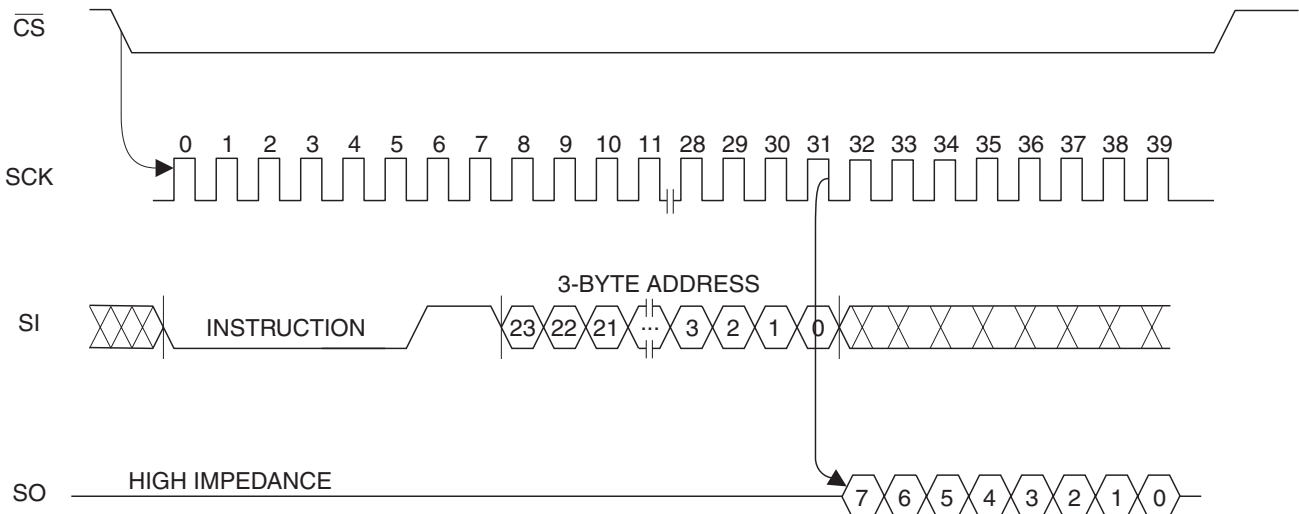 CS
0 1 2 3 4 5 6 7 8 9 10 11 28 29 30 31 32 33 34 35 36 37 38 39
SCK
3-BYTE ADDRESS
SI INSTRUCTION 23 22 21 ... 3 2 1 0
HIGH IMPEDANCE
SO 7 6 5 4 3 2 1 0